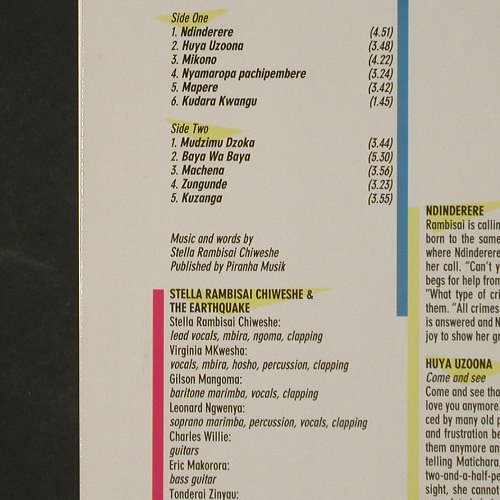 Side One
1. Ndinderere (4.51)
2. Huya Uzoona (3.48)
3. Mikono (4.22)
4. Nyamaropa pachipembere (3.24)
5. Mapere (3.42)
6. Kudara Kwangu (1.45)
Side Two
1. Mudzimu Dzoka (3.44)
2. Baya Wa Baya (5.30)
3. Machena (3.56)
4. Zungunde (3.23)
5. Kuzanga (3.55)
Music and words by
Stella Rambisai Chiweshe
Published by Piranha Musik
STELLA RAMBISAI CHIWESHE &
THE EARTHQUAKE
Stella Rambisai Chiweshe:
lead vocals, mbira, ngoma, clapping
Virginia MKwesha:
vocals, mbira, hosho, percussion, clapping
Gilson Mangoma:
baritone marimba, vocals, clapping
Leonard Ngwenya:
soprano marimba, percussion, vocals, clapping
Charles Willie:
guitars
Eric Makorora:
bass guitar
Tonderai Zinyau:
NDINDERERE
Rambisai is callin
born to the same
where Ndinderere
her call. "Can't y
begs for help from
"What type of cri
them. "All crimes
is answered and N
joy to show her gr
HUYA UZOONA
Come and see
Come and see tha
love you anymore.
ced by many old p
and frustration be
them anymore an
telling Matichara,
two-and-a-half-pe
sight, she cannot